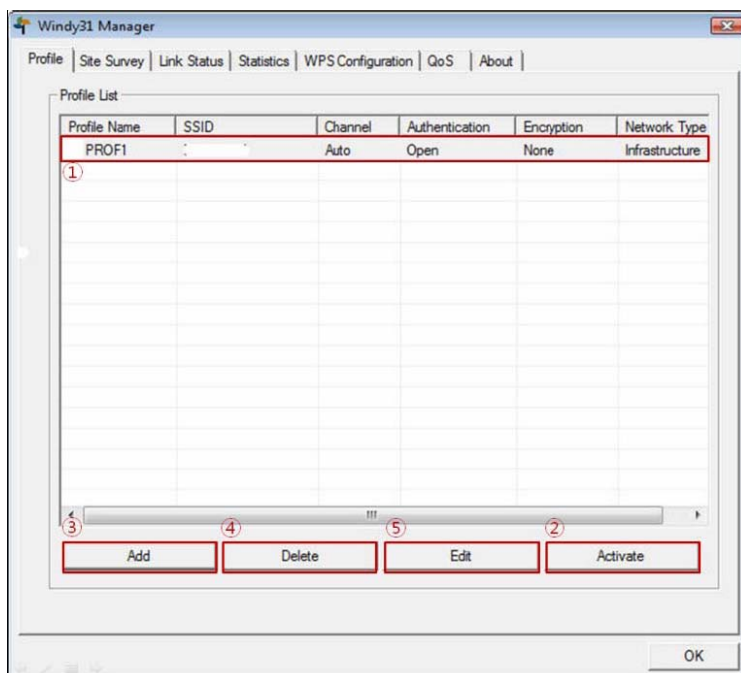 Windy31 Manager
Profile Site Survey Link Status Statistics WPS Configuration QoS About
Profile List
Profile Name SSID Channel Authentication Encryption Network Type
PROF1 Auto Open None Infrastructure
①
③ ④ ⑤ ②
Add Delete Edit Activate
OK